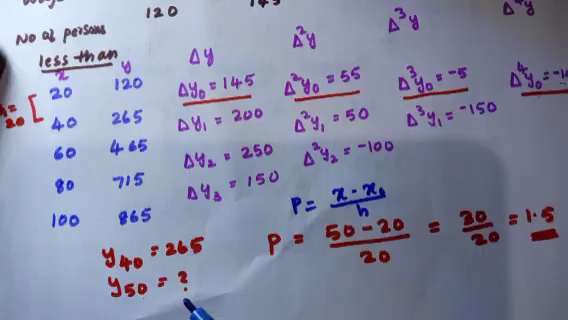 120 145
No of persons
less than
x y Δy Δ²y Δ³y Δ⁴y
20 120 Δy₀ = 145 Δ²y₀ = 55 Δ³y₀ = -5 Δ⁴y₀ =
40 265 Δy₁ = 200 Δ²y₁ = 50 Δ³y₁ = -150
60 465 Δy₂ = 250 Δ²y₂ = -100
80 715 Δy₃ = 150
100 865
P = x - x₀ / h
y₄₀ = 265
P = 50 - 20 / 20 = 30 / 20 = 1.5
y₅₀ = ?